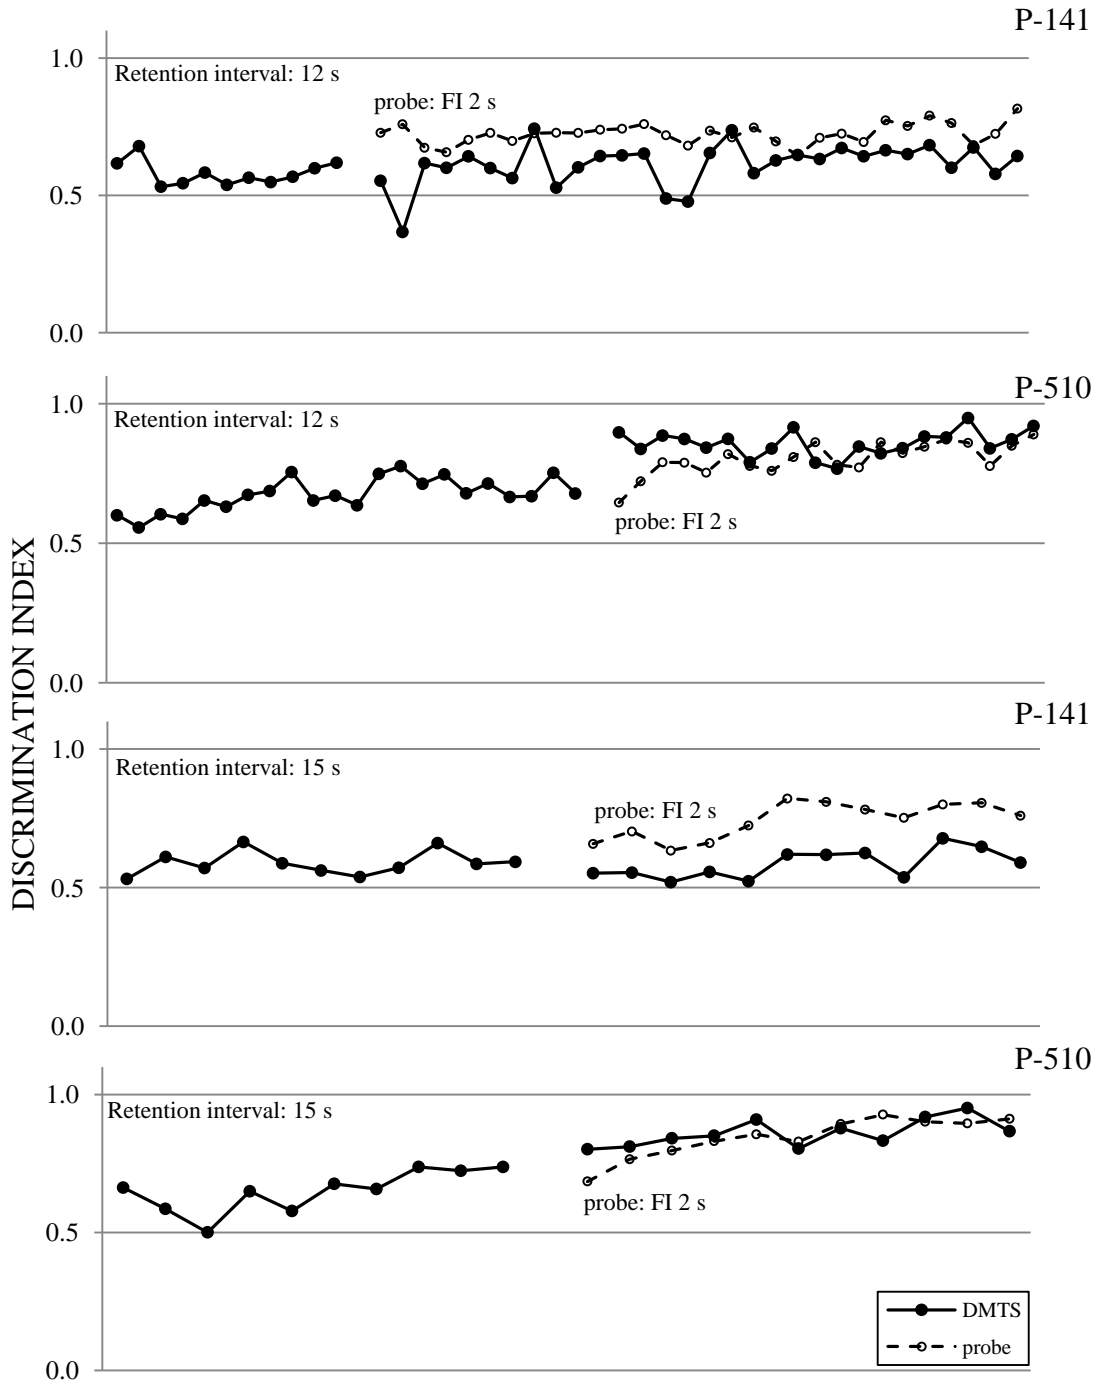 P-141
1.0
Retention interval: 12 s
probe: FI 2 s
0.5
0.0
P-510
1.0
Retention interval: 12 s
probe: FI 2 s
0.5
0.0
DISCRIMINATION INDEX
P-141
1.0
Retention interval: 15 s
probe: FI 2 s
0.5
0.0
P-510
1.0
Retention interval: 15 s
probe: FI 2 s
0.5
DMTS
probe
0.0